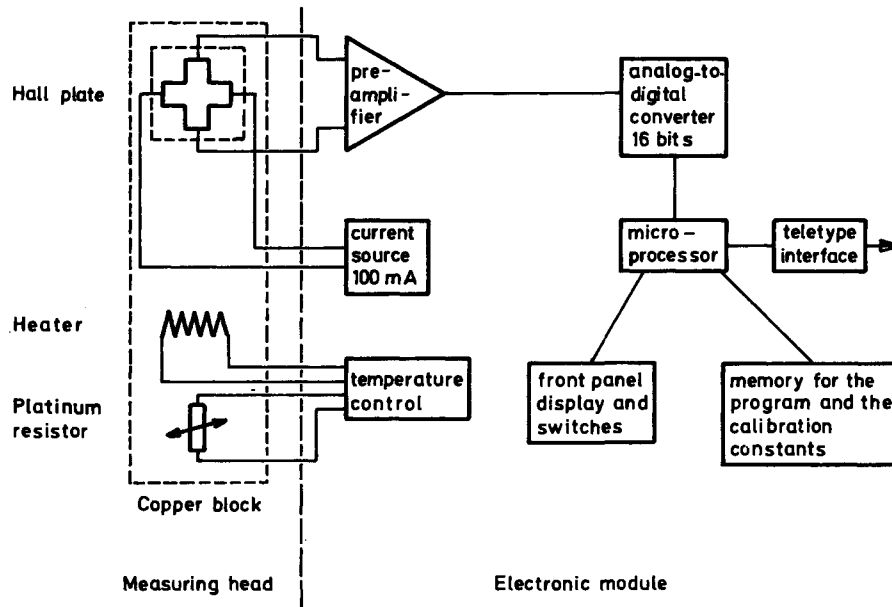 Hall plate
pre-
ampli-
fier
analog-to-
digital
converter
16 bits
current
source
100 mA
micro-
processor
teletype
interface
Heater
Platinum
resistor
temperature
control
front panel
display and
switches
memory for the
program and the
calibration
constants
Copper block
Measuring head
Electronic module